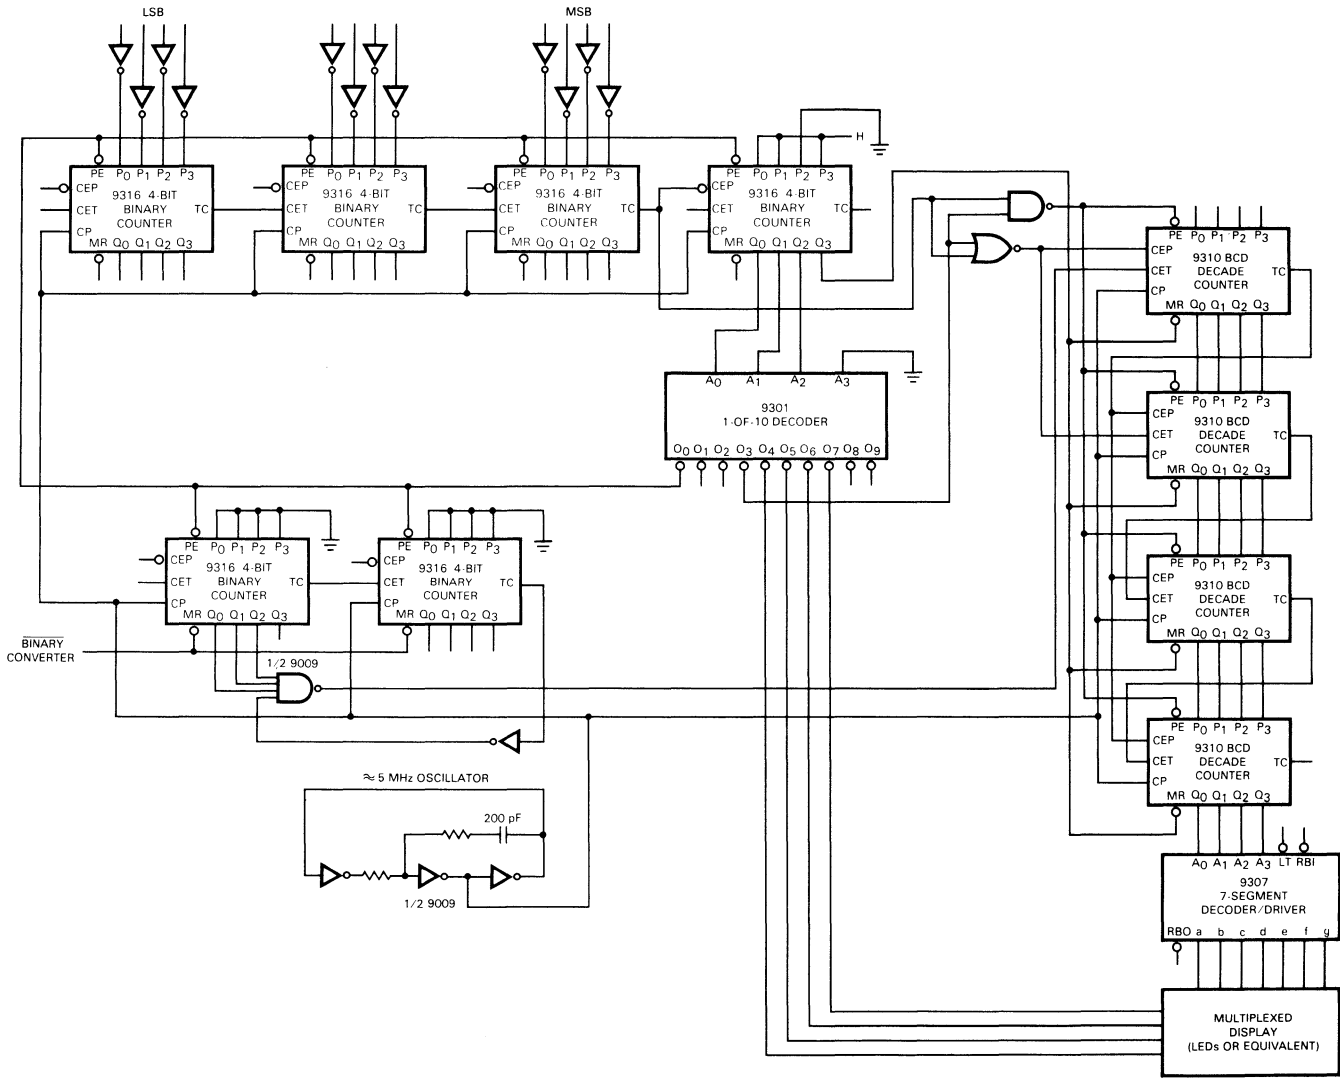 LSB MSB
PE P0 P1 P2 P3 PE P0 P1 P2 P3 PE P0 P1 P2 P3 PE P0 P1 P2 P3 H
CEP 9316 4-BIT CEP 9316 4-BIT CEP 9316 4-BIT CEP 9316 4-BIT
CET BINARY TC CET BINARY TC CET BINARY TC CET BINARY TC
COUNTER COUNTER COUNTER COUNTER
CP CP CP CP
MR Q0 Q1 Q2 Q3 MR Q0 Q1 Q2 Q3 MR Q0 Q1 Q2 Q3 MR Q0 Q1 Q2 Q3
PE P0 P1 P2 P3
CEP 9310 BCD
CET DECADE TC
CP COUNTER
MR Q0 Q1 Q2 Q3
A0 A1 A2 A3
9301
1-OF-10 DECODER
O0 O1 O2 O3 O4 O5 O6 O7 O8 O9
PE P0 P1 P2 P3
CEP 9310 BCD
CET DECADE TC
CP COUNTER
MR Q0 Q1 Q2 Q3
PE P0 P1 P2 P3 PE P0 P1 P2 P3
CEP 9316 4-BIT CEP 9316 4-BIT
CET BINARY TC CET BINARY TC
CP COUNTER CP COUNTER
MR Q0 Q1 Q2 Q3 MR Q0 Q1 Q2 Q3
PE P0 P1 P2 P3
CEP 9310 BCD
CET DECADE TC
CP COUNTER
MR Q0 Q1 Q2 Q3
BINARY
CONVERTER
1/2 9009
PE P0 P1 P2 P3
CEP 9310 BCD
CET DECADE TC
CP COUNTER
MR Q0 Q1 Q2 Q3
≈ 5 MHz OSCILLATOR
200 pF
1/2 9009
A0 A1 A2 A3 LT RBI
9307
7-SEGMENT
DECODER/DRIVER
RBO a b c d e f g
MULTIPLEXED
DISPLAY
(LEDs OR EQUIVALENT)